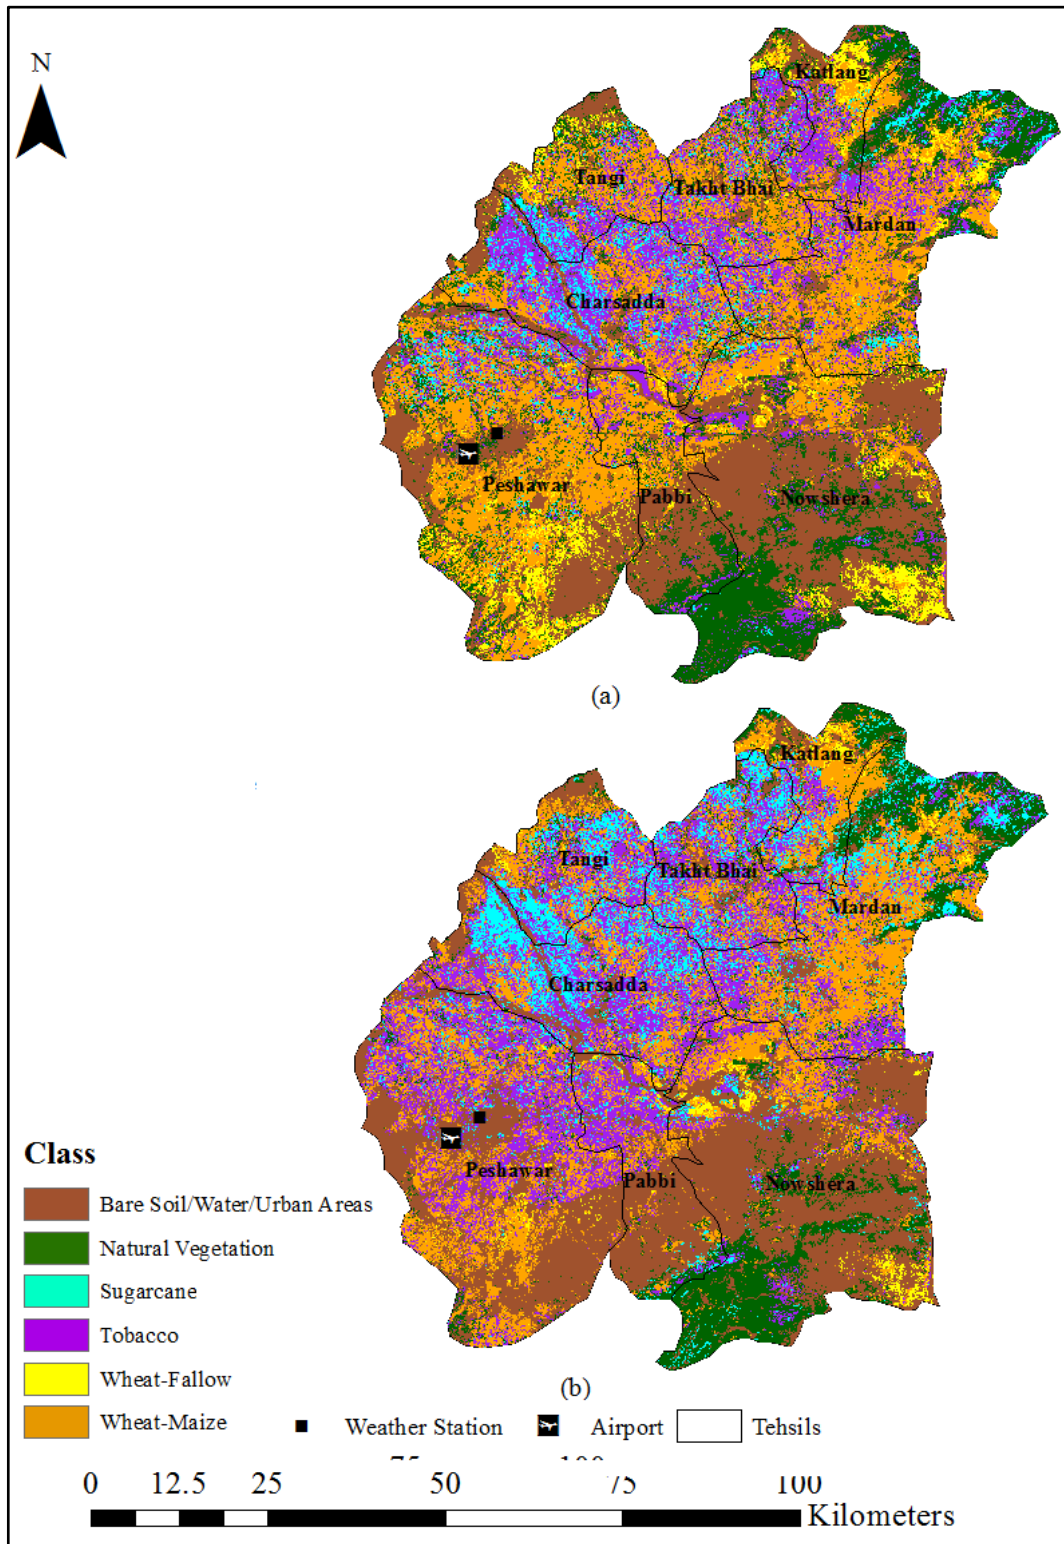 N
Katlang
Tangi
Takht Bhai
Mardan
Charsadda
Peshawar
Pabbi
Nowshera
(a)
Katlang
Tangi
Takht Bhai
Mardan
Charsadda
Peshawar
Pabbi
Nowshera
(b)
Class
Bare Soil/Water/Urban Areas
Natural Vegetation
Sugarcane
Tobacco
Wheat-Fallow
Wheat-Maize
Weather Station
Airport
Tehsils
75 100
0 12.5 25 50 75 100
Kilometers